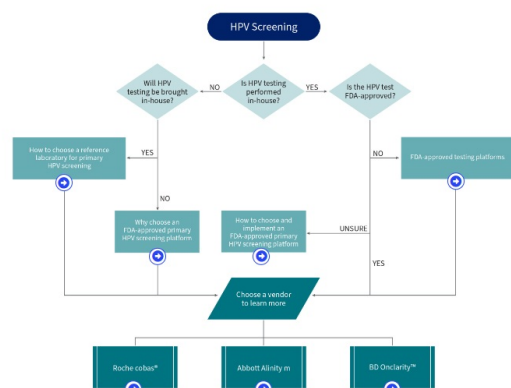 HPV Screening
Will HPV
testing be brought
in-house?
NO
Is HPV testing
performed
in-house?
YES
Is the HPV test
FDA-approved?
YES
NO
How to choose a reference
laboratory for primary
HPV screening
FDA approved testing platforms
NO
Why choose an
FDA-approved primary
HPV screening platform
How to choose and
implement an
FDA-approved primary
HPV screening platform
UNSURE
YES
Choose a vendor
to learn more
Roche cobas®
Abbott Alinity m
BD Onclarity™